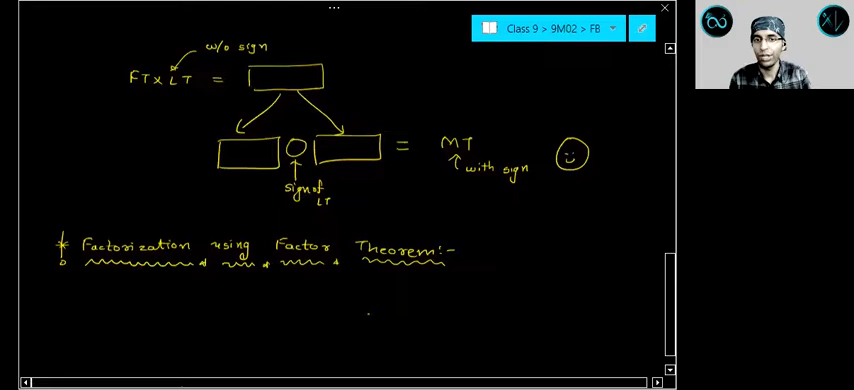 Class 9 > 9M02 > FB
w/o sign
FT x LT =
= MT
with sign
sign of
LT
* Factorization using Factor Theorem:-